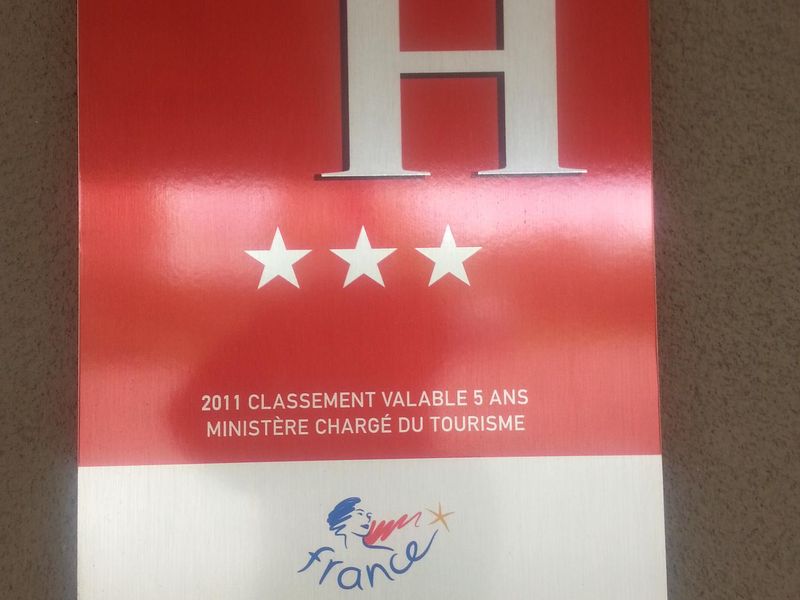 H
2011 CLASSEMENT VALABLE 5 ANS
MINISTÈRE CHARGÉ DU TOURISME
france